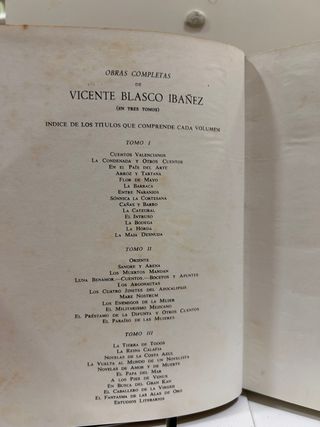 OBRAS COMPLETAS
DE
VICENTE BLASCO IBAÑEZ
(EN TRES TOMOS)
INDICE DE LOS TITULOS QUE COMPRENDE CADA VOLUMEN
TOMO I
CUENTOS VALENCIANOS
LA CONDENADA Y OTROS CUENTOS
EN EL PAÍS DEL ARTE
ARROZ Y TARTANA
FLOR DE MAYO
LA BARRACA
ENTRE NARANJOS
SÓNNICA LA CORTESANA
CAÑAS Y BARRO
LA CATEDRAL
EL INTRUSO
LA BODEGA
LA HORDA
LA MAJA DESNUDA
TOMO II
ORIENTE
SANGRE Y ARENA
LOS MUERTOS MANDAN
LUNA BENAMOR—CUENTOS—BOCETOS Y APUNTES
LOS ARGONAUTAS
LOS CUATRO JINETES DEL APOCALIPSIS
MARE NOSTRUM
LOS ENEMIGOS DE LA MUJER
EL MILITARISMO MEJICANO
EL PRÉSTAMO DE LA DIFUNTA Y OTROS CUENTOS
EL PARAÍSO DE LAS MUJERES
TOMO III
LA TIERRA DE TODOS
LA REINA CALAFIA
NOVELAS DE LA COSTA AZUL
LA VUELTA AL MUNDO DE UN NOVELISTA
NOVELAS DE AMOR Y DE MUERTE
EL PAPA DEL MAR
A LOS PIES DE VENUS
EN BUSCA DEL GRAN KAN
EL CABALLERO DE LA VIRGEN
EL FANTASMA DE LAS ALAS DE ORO
ESTUDIOS LITERARIOS